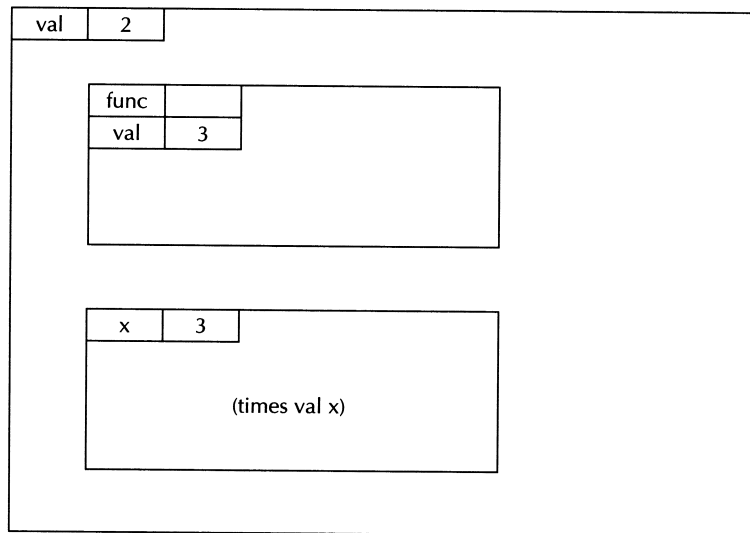 val 2
func
val 3
x 3
(times val x)